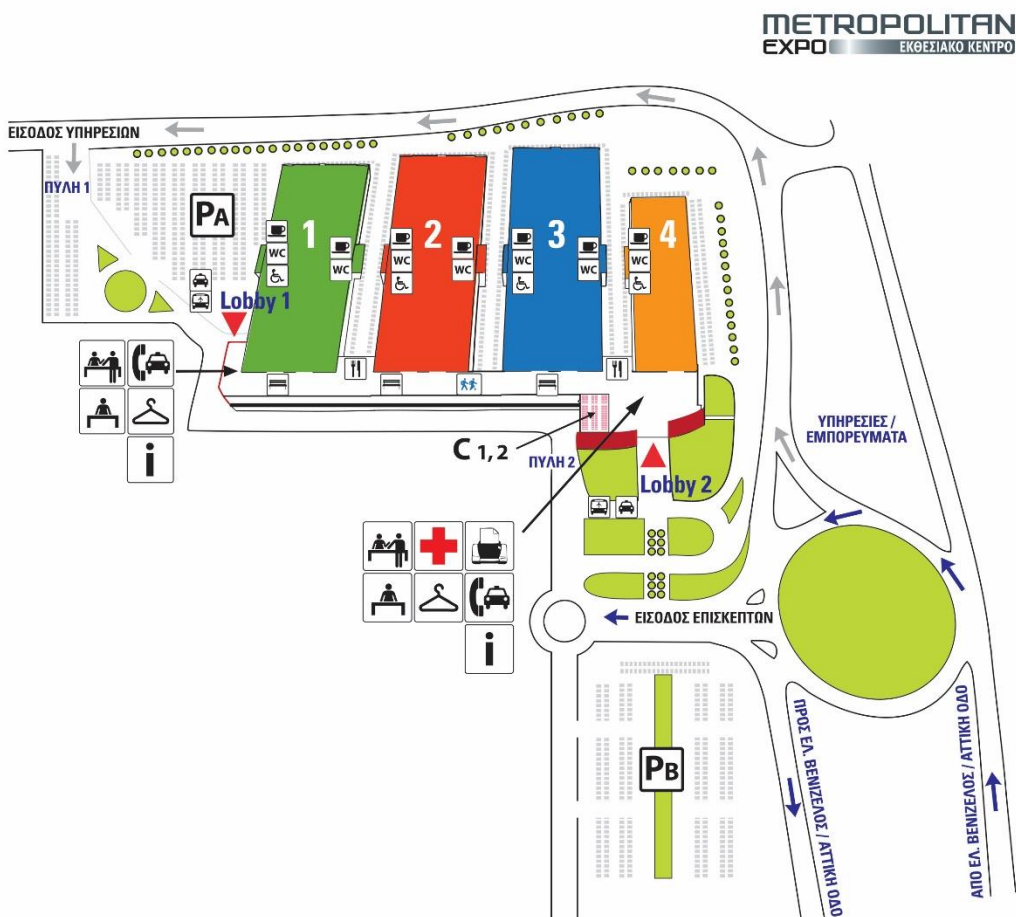 METROPOLITAN
EXPO ΕΚΘΕΣΙΑΚΟ ΚΕΝΤΡΟ
ΕΙΣΟΔΟΣ ΥΠΗΡΕΣΙΩΝ
ΠΥΛΗ 1
PA
1
2
3
4
WC
WC
WC
WC
WC
WC
WC
Lobby 1
C 1, 2
ΠΥΛΗ 2
Lobby 2
ΥΠΗΡΕΣΙΕΣ /
ΕΜΠΟΡΕΥΜΑΤΑ
i
i
ΕΙΣΟΔΟΣ ΕΠΙΣΚΕΠΤΩΝ
PB
ΠΡΟΣ ΕΛ. ΒΕΝΙΖΕΛΟΣ / ΑΤΤΙΚΗ ΟΔΟ
ΑΠΟ ΕΛ. ΒΕΝΙΖΕΛΟΣ / ΑΤΤΙΚΗ ΟΔΟ